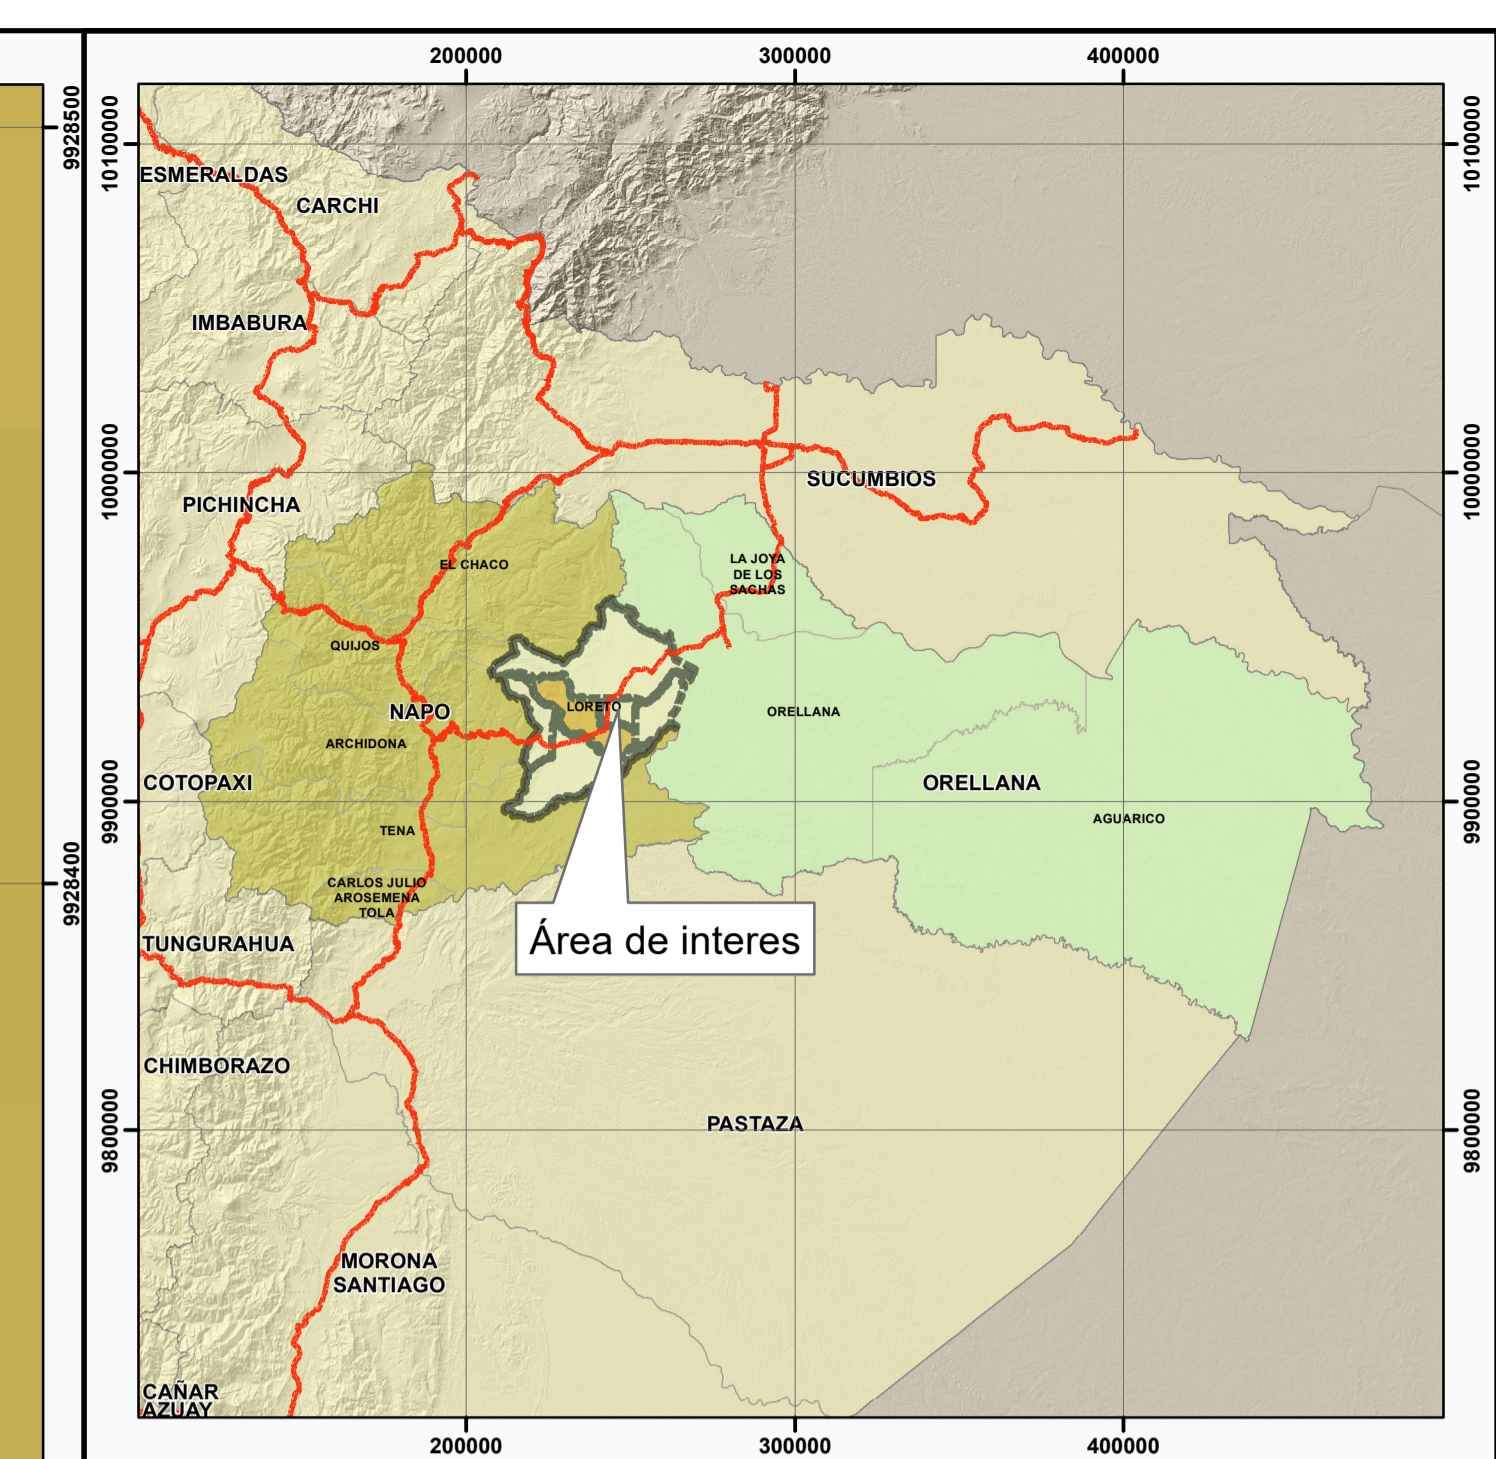 200000
300000
400000
9928500
10100000
10100000
ESMERALDAS
CARCHI
IMBABURA
10000000
10000000
SUCUMBIOS
PICHINCHA
LA JOYA
DE LOS
SACHAS
EL CHACO
QUIJOS
LORETO
NAPO
ORELLANA
ARCHIDONA
COTOPAXI
ORELLANA
9900000
9900000
AGUARICO
TENA
9928400
CARLOS JULIO
AROSEMENA
TOLA
TUNGURAHUA
Área de interes
CHIMBORAZO
9800000
9800000
PASTAZA
MORONA
SANTIAGO
CAÑAR
AZUAY
200000
300000
400000